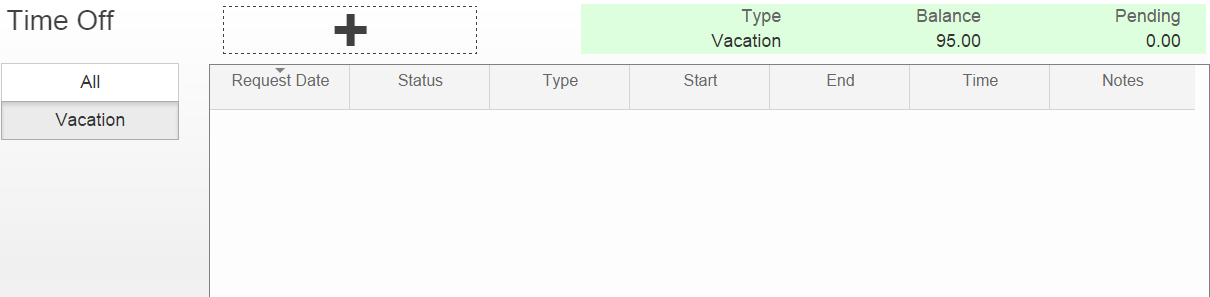 Time Off
Type Balance Pending
Vacation 95.00 0.00
All
Vacation
Request Date Status Type Start End Time Notes